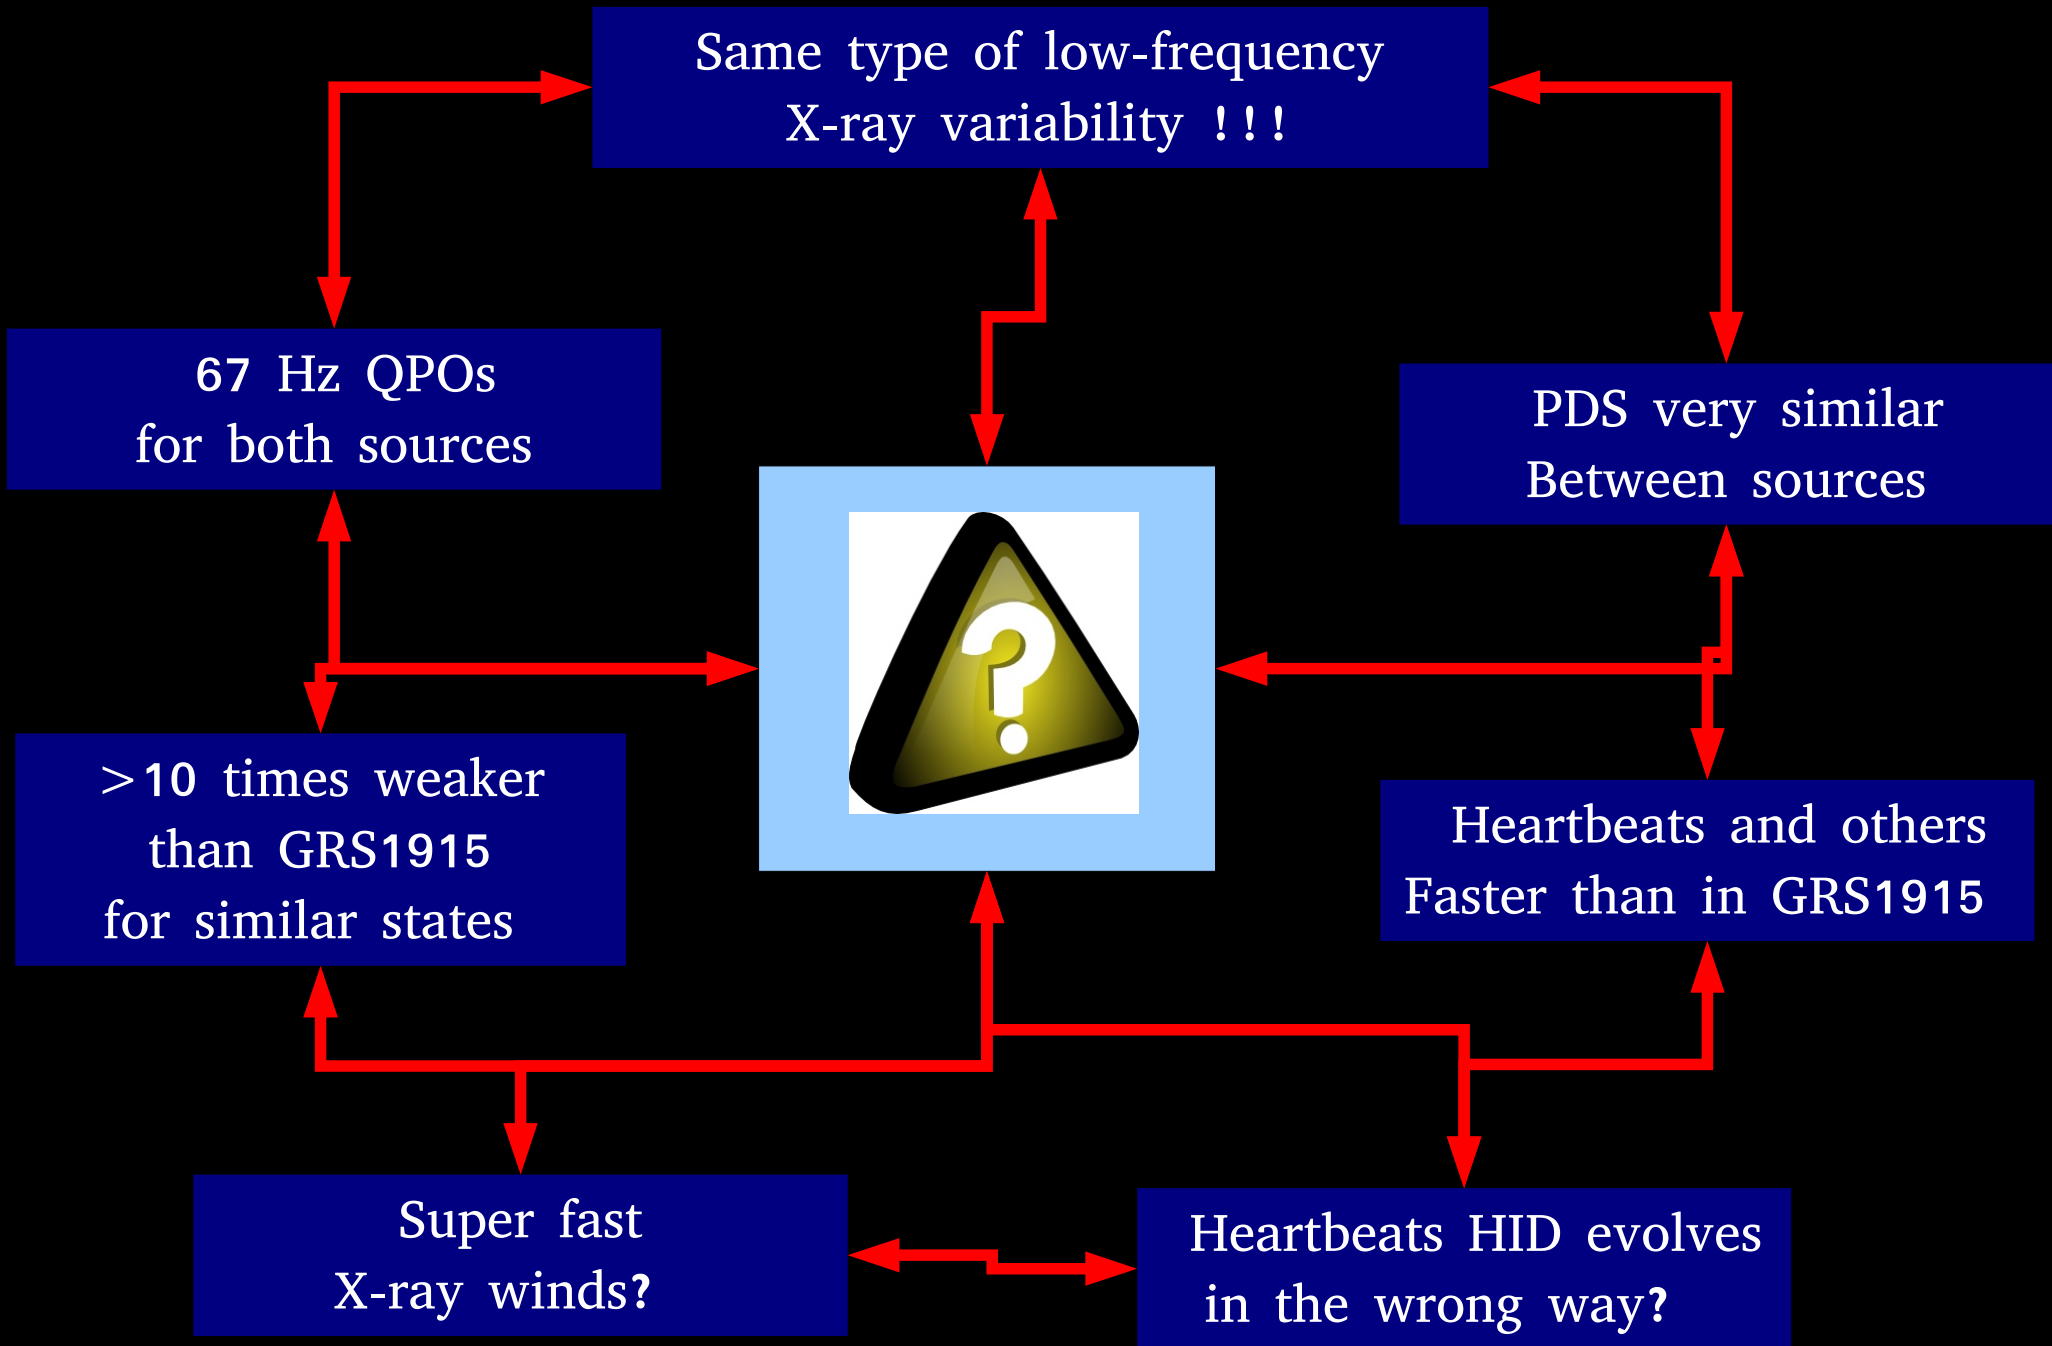 Same type of low-frequency
X-ray variability !!!
67 Hz QPOs
for both sources
PDS very similar
Between sources
?
>10 times weaker
than GRS1915
for similar states
Heartbeats and others
Faster than in GRS1915
Super fast
X-ray winds?
Heartbeats HID evolves
in the wrong way?